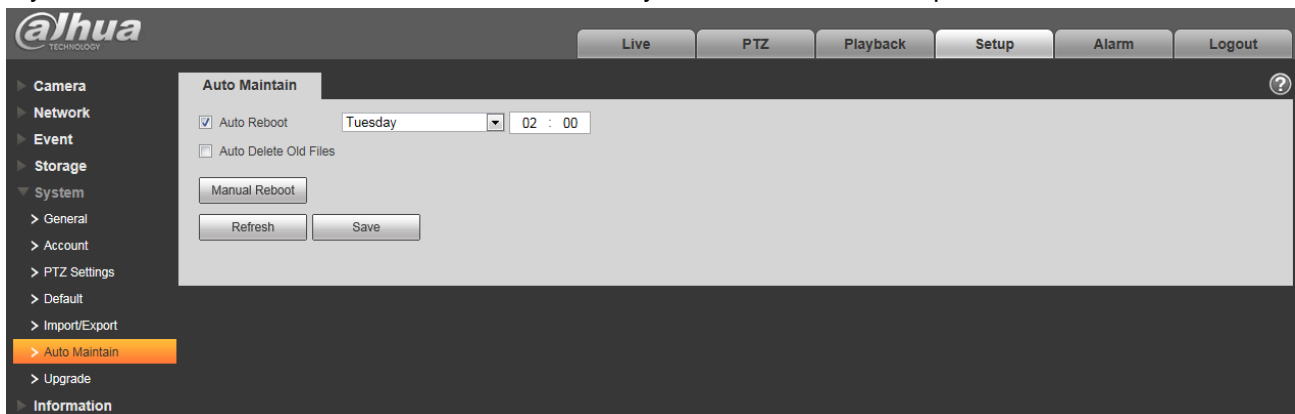 alhua
TECHNOLOGY
Live PTZ Playback Setup Alarm Logout
Camera
Network
Event
Storage
System
> General
> Account
> PTZ Settings
> Default
> Import/Export
> Auto Maintain
> Upgrade
Information
Auto Maintain
?
Auto Reboot Tuesday 02 : 00
Auto Delete Old Files
Manual Reboot
Refresh Save